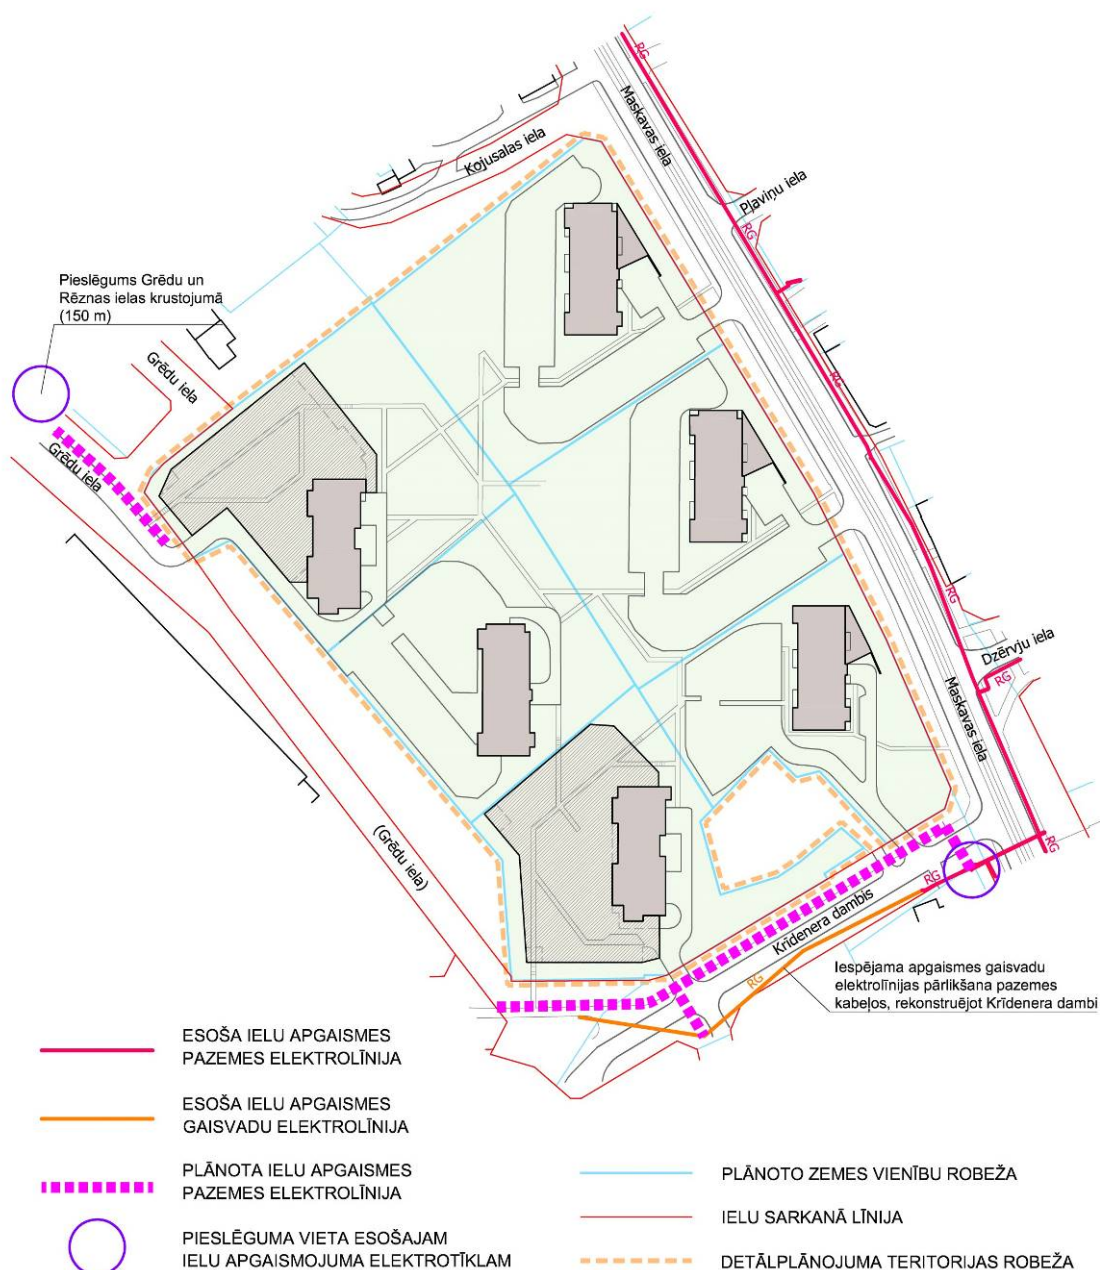 RG
Maskavas iela
Kojusalas iela
Pļaviņu iela
RG
Pieslēgums Grēdu un
Rēznas ielas krustojumā
(150 m)
Grēdu iela
RG
Grēdu iela
RG
Dzērvju iela
RG
Maskavas iela
(Grēdu iela)
RG
RG
Krīdenera dambis
RG
Iespējama apgaismes gaisvadu
elektrolīnijas pārlikšana pazemes
kabeļos, rekonstruējot Krīdenera dambi
ESOŠA IELU APGAISMES
PAZEMES ELEKTROLĪNIJA
ESOŠA IELU APGAISMES
GAISVADU ELEKTROLĪNIJA
PLĀNOTA IELU APGAISMES
PAZEMES ELEKTROLĪNIJA
PIESLĒGUMA VIETA ESOŠAJAM
IELU APGAISMOJUMA ELEKTROTĪKLAM
PLĀNOTO ZEMES VIENĪBU ROBEŽA
IELU SARKANĀ LĪNIJA
DETĀLPLĀNOJUMA TERITORIJAS ROBEŽA